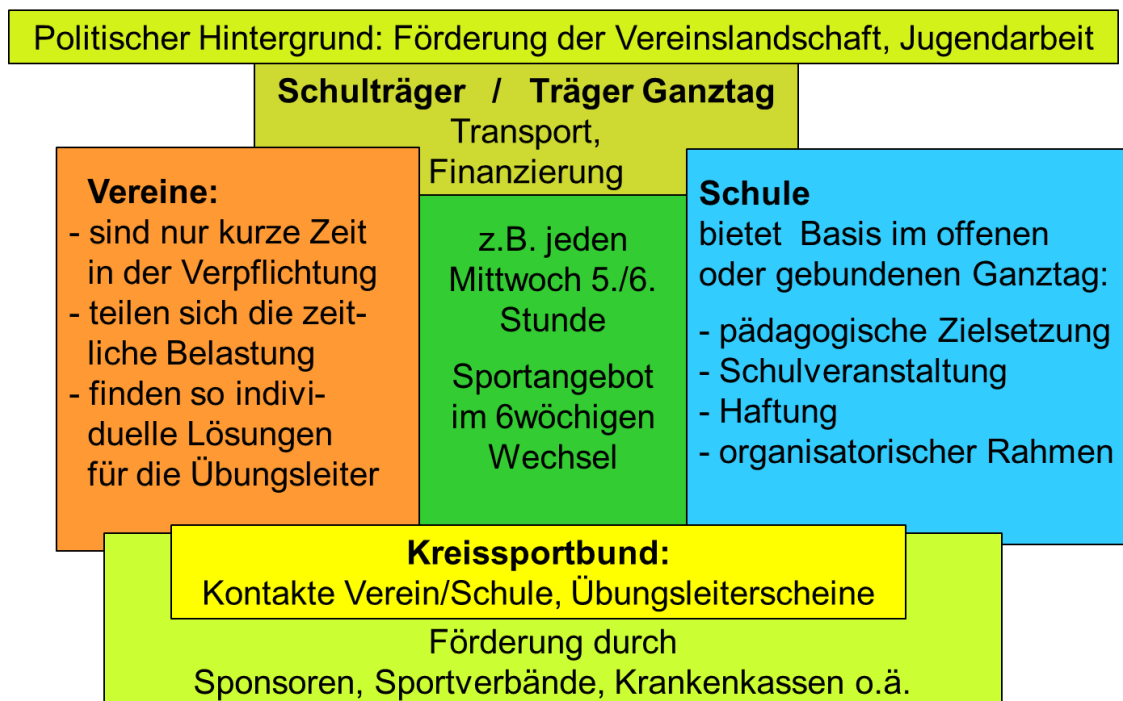 Politischer Hintergrund: Förderung der Vereinslandschaft, Jugendarbeit
Schulträger / Träger Ganztag
Transport,
Finanzierung
Vereine:
- sind nur kurze Zeit
in der Verpflichtung
- teilen sich die zeit-
liche Belastung
- finden so indivi-
duelle Lösungen
für die Übungsleiter
z.B. jeden
Mittwoch 5./6.
Stunde
Sportangebot
im 6wöchigen
Wechsel
Schule
bietet Basis im offenen
oder gebundenen Ganztag:
- pädagogische Zielsetzung
- Schulveranstaltung
- Haftung
- organisatorischer Rahmen
Kreissportbund:
Kontakte Verein/Schule, Übungsleiterscheine
Förderung durch
Sponsoren, Sportverbände, Krankenkassen o.ä.